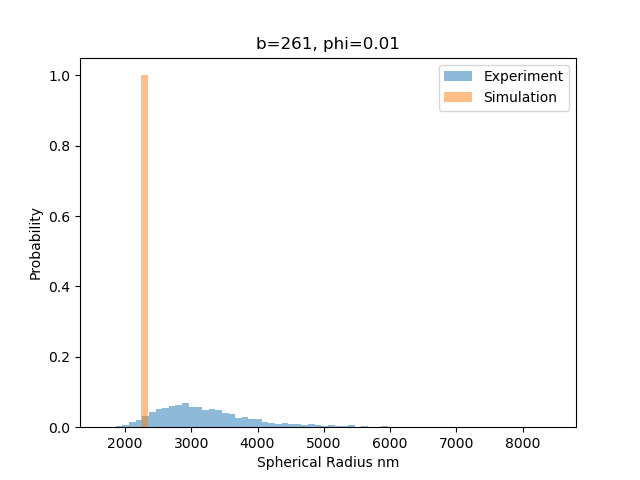 b=261, phi=0.01
Experiment
Simulation
1.0
0.8
0.6
0.4
0.2
0.0
Probability
2000 3000 4000 5000 6000 7000 8000
Spherical Radius nm